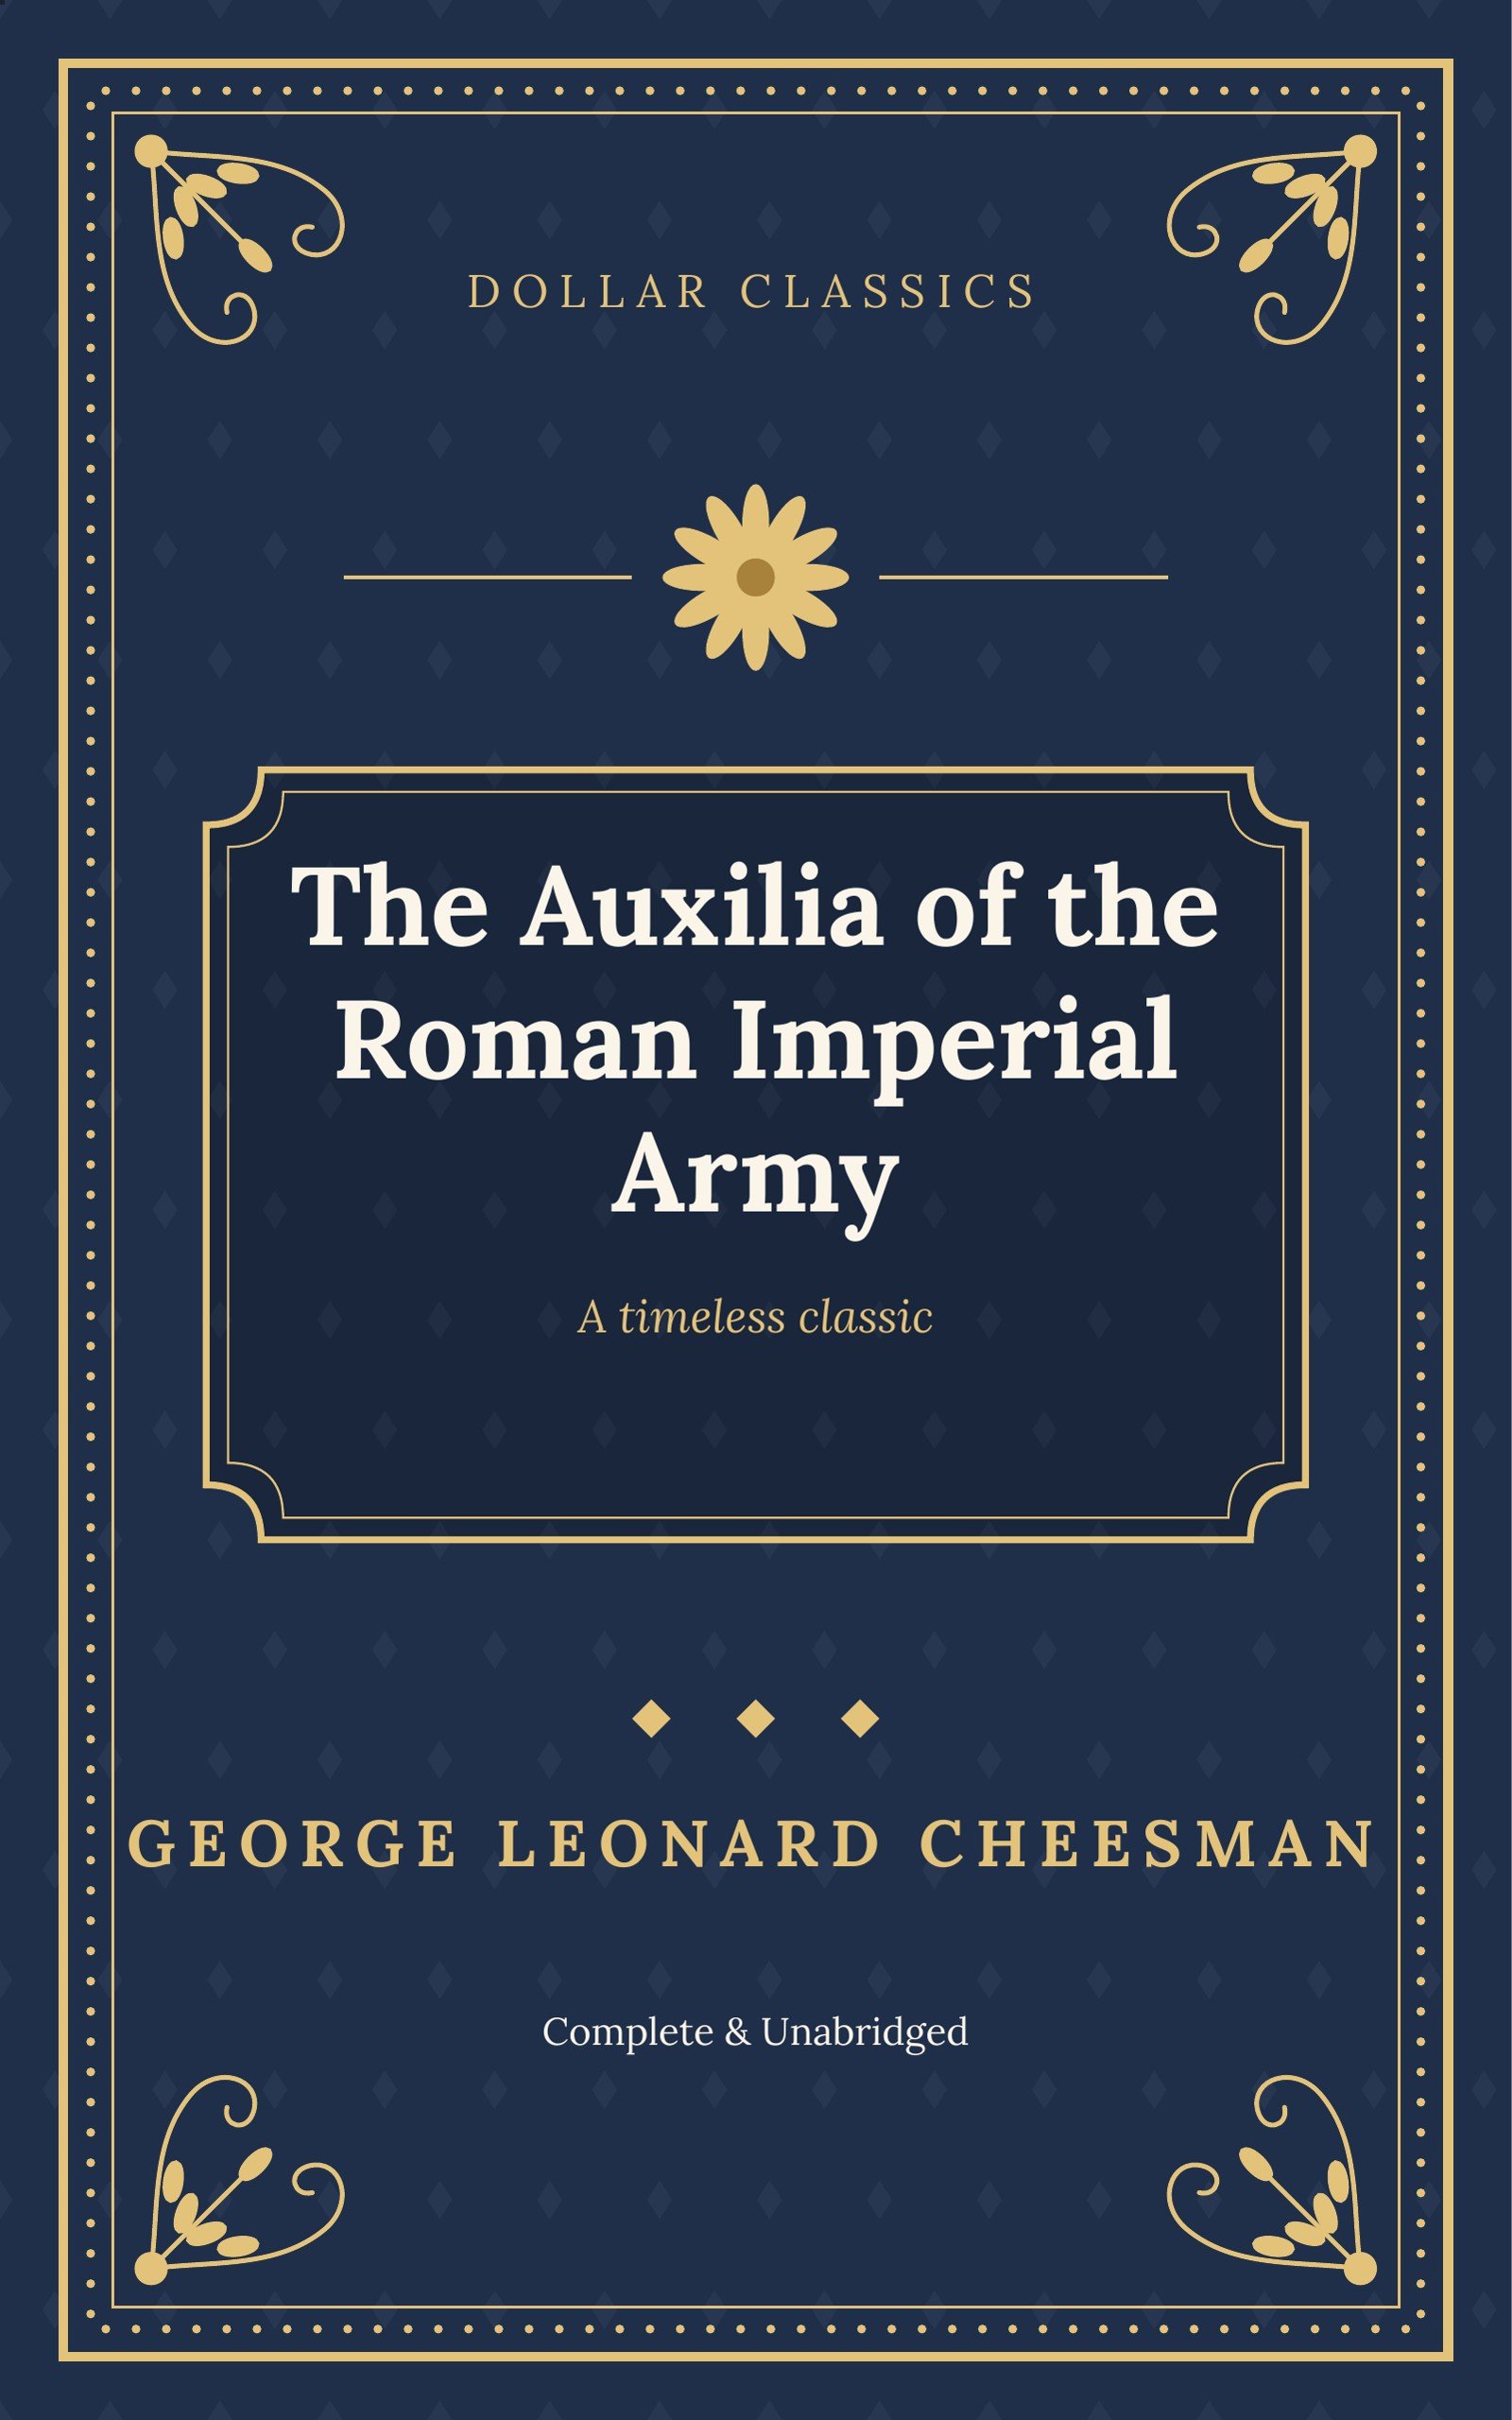 DOLLAR CLASSICS
The Auxilia of the
Roman Imperial
Army
A timeless classic
GEORGE LEONARD CHEESMAN
Complete & Unabridged